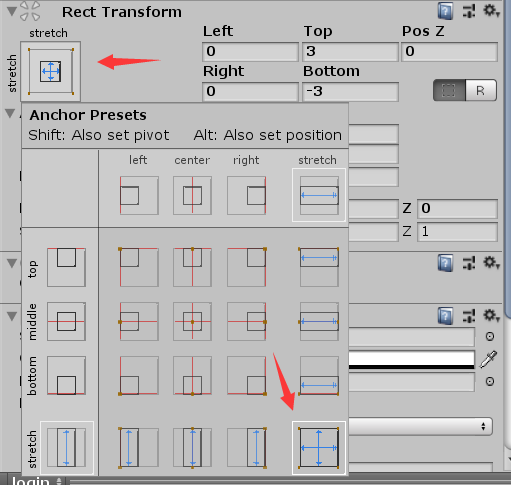 Rect Transform
stretch
stretch
Left Top Pos Z
0 3 0
Right Bottom
0 -3
R
Anchor Presets
Shift: Also set pivot Alt: Also set position
left center right stretch
top
middle
bottom
stretch
Z 0
Z 1
login